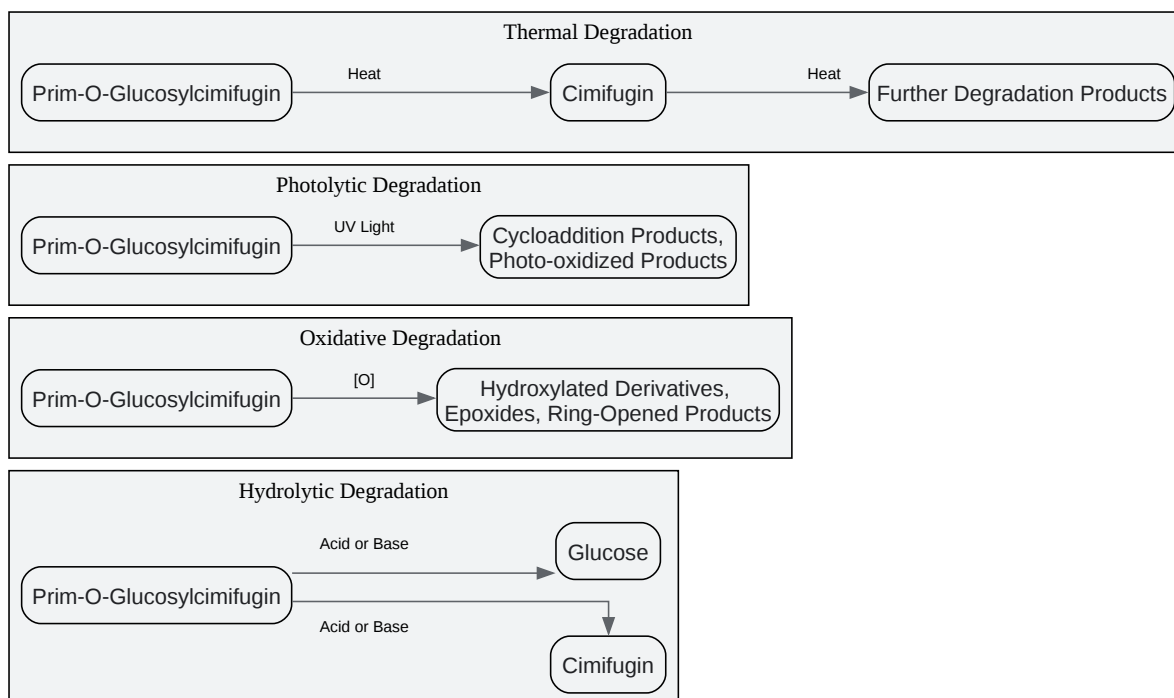 Thermal Degradation
Heat
Heat
Prim-O-Glucosylcimifugin
Cimifugin
Further Degradation Products
Photolytic Degradation
UV Light
Prim-O-Glucosylcimifugin
Cycloaddition Products,
Photo-oxidized Products
Oxidative Degradation
[O]
Prim-O-Glucosylcimifugin
Hydroxylated Derivatives,
Epoxides, Ring-Opened Products
Hydrolytic Degradation
Acid or Base
Glucose
Prim-O-Glucosylcimifugin
Acid or Base
Cimifugin